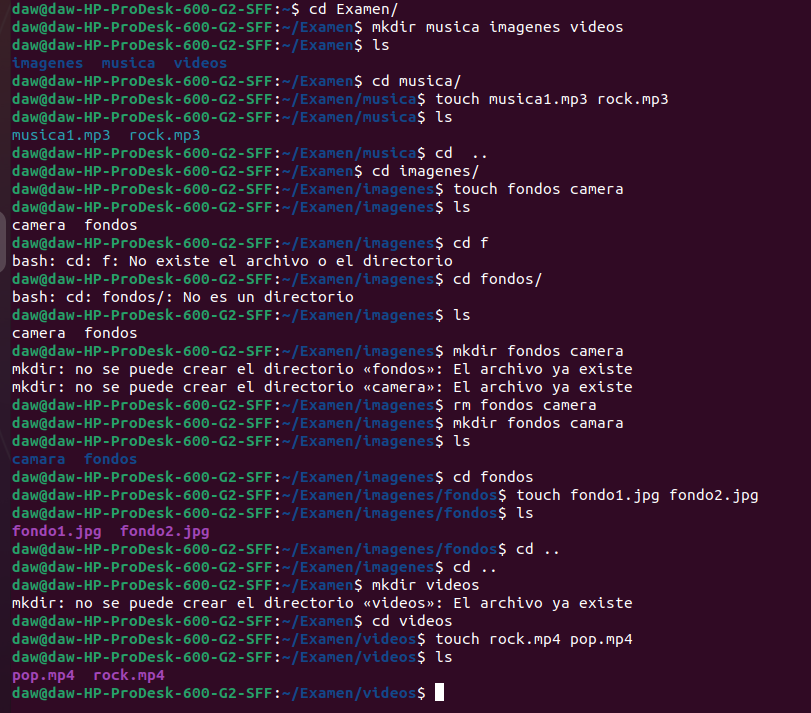 daw@daw-HP-ProDesk-600-G2-SFF:~$ cd Examen/
daw@daw-HP-ProDesk-600-G2-SFF:~/Examen$ mkdir musica imagenes videos
daw@daw-HP-ProDesk-600-G2-SFF:~/Examen$ ls
imagenes  musica  videos
daw@daw-HP-ProDesk-600-G2-SFF:~/Examen$ cd musica/
daw@daw-HP-ProDesk-600-G2-SFF:~/Examen/musica$ touch musica1.mp3 rock.mp3
daw@daw-HP-ProDesk-600-G2-SFF:~/Examen/musica$ ls
musica1.mp3  rock.mp3
daw@daw-HP-ProDesk-600-G2-SFF:~/Examen/musica$ cd  ..
daw@daw-HP-ProDesk-600-G2-SFF:~/Examen$ cd imagenes/
daw@daw-HP-ProDesk-600-G2-SFF:~/Examen/imagenes$ touch fondos camera
daw@daw-HP-ProDesk-600-G2-SFF:~/Examen/imagenes$ ls
camera  fondos
daw@daw-HP-ProDesk-600-G2-SFF:~/Examen/imagenes$ cd f
bash: cd: f: No existe el archivo o el directorio
daw@daw-HP-ProDesk-600-G2-SFF:~/Examen/imagenes$ cd fondos/
bash: cd: fondos/: No es un directorio
daw@daw-HP-ProDesk-600-G2-SFF:~/Examen/imagenes$ ls
camera  fondos
daw@daw-HP-ProDesk-600-G2-SFF:~/Examen/imagenes$ mkdir fondos camera
mkdir: no se puede crear el directorio «fondos»: El archivo ya existe
mkdir: no se puede crear el directorio «camera»: El archivo ya existe
daw@daw-HP-ProDesk-600-G2-SFF:~/Examen/imagenes$ rm fondos camera
daw@daw-HP-ProDesk-600-G2-SFF:~/Examen/imagenes$ mkdir fondos camara
daw@daw-HP-ProDesk-600-G2-SFF:~/Examen/imagenes$ ls
camara  fondos
daw@daw-HP-ProDesk-600-G2-SFF:~/Examen/imagenes$ cd fondos
daw@daw-HP-ProDesk-600-G2-SFF:~/Examen/imagenes/fondos$ touch fondo1.jpg fondo2.jpg
daw@daw-HP-ProDesk-600-G2-SFF:~/Examen/imagenes/fondos$ ls
fondo1.jpg  fondo2.jpg
daw@daw-HP-ProDesk-600-G2-SFF:~/Examen/imagenes/fondos$ cd ..
daw@daw-HP-ProDesk-600-G2-SFF:~/Examen/imagenes$ cd ..
daw@daw-HP-ProDesk-600-G2-SFF:~/Examen$ mkdir videos
mkdir: no se puede crear el directorio «videos»: El archivo ya existe
daw@daw-HP-ProDesk-600-G2-SFF:~/Examen$ cd videos
daw@daw-HP-ProDesk-600-G2-SFF:~/Examen/videos$ touch rock.mp4 pop.mp4
daw@daw-HP-ProDesk-600-G2-SFF:~/Examen/videos$ ls
pop.mp4  rock.mp4
daw@daw-HP-ProDesk-600-G2-SFF:~/Examen/videos$